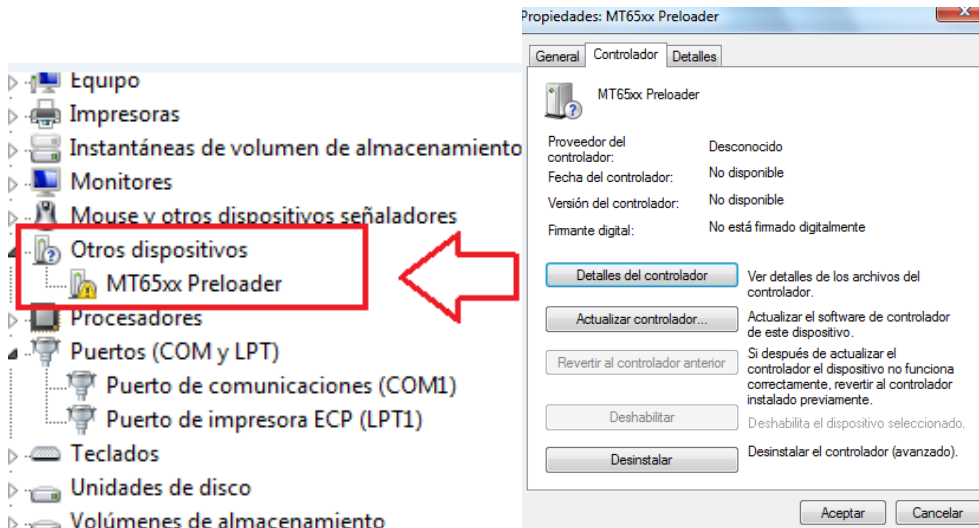 Equipo
Impresoras
Instantáneas de volumen de almacenamiento
Monitores
Mouse y otros dispositivos señaladores
Otros dispositivos
MT65xx Preloader
Procesadores
Puertos (COM y LPT)
Puerto de comunicaciones (COM1)
Puerto de impresora ECP (LPT1)
Teclados
Unidades de disco
Volúmenes de almacenamiento
Propiedades: MT65xx Preloader
General Controlador Detalles
MT65xx Preloader
Proveedor del
controlador:
Desconocido
Fecha del controlador: No disponible
Versión del controlador: No disponible
Firmante digital: No está firmado digitalmente
Detalles del controlador
Ver detalles de los archivos del
controlador.
Actualizar controlador...
Actualizar el software de controlador
de este dispositivo.
Revertir al controlador anterior
Si después de actualizar el
controlador el dispositivo no funciona
correctamente, revertir al controlador
instalado previamente.
Deshabilitar
Deshabilita el dispositivo seleccionado.
Desinstalar
Desinstalar el controlador (avanzado).
Aceptar Cancelar